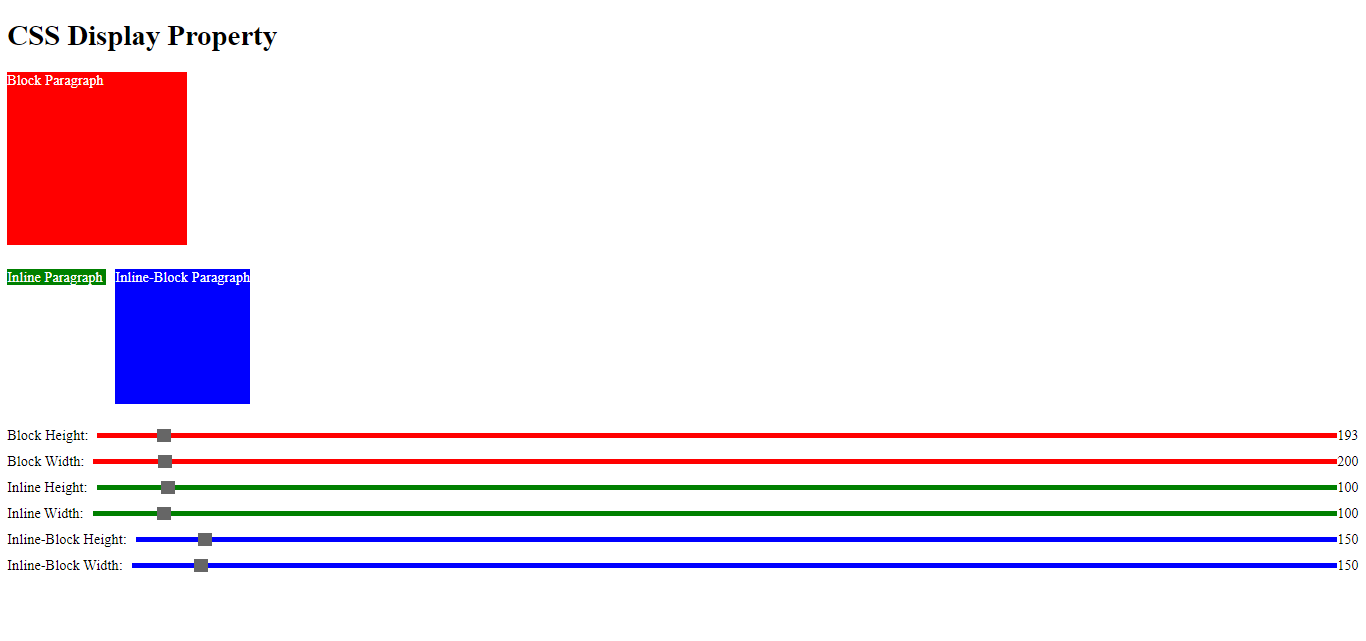 CSS Display Property
Block Paragraph
Inline Paragraph Inline-Block Paragraph
Block Height: 193
Block Width: 200
Inline Height: 100
Inline Width: 100
Inline-Block Height: 150
Inline-Block Width: 150